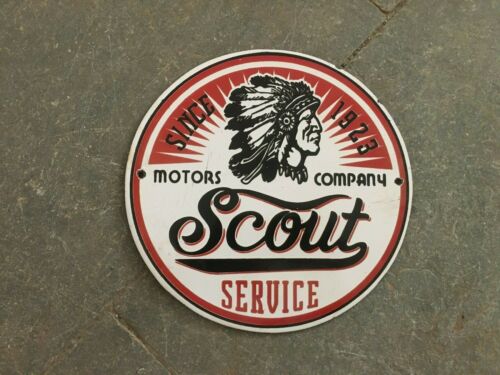 SINCE 1923
MOTORS COMPANY
Scout
SERVICE